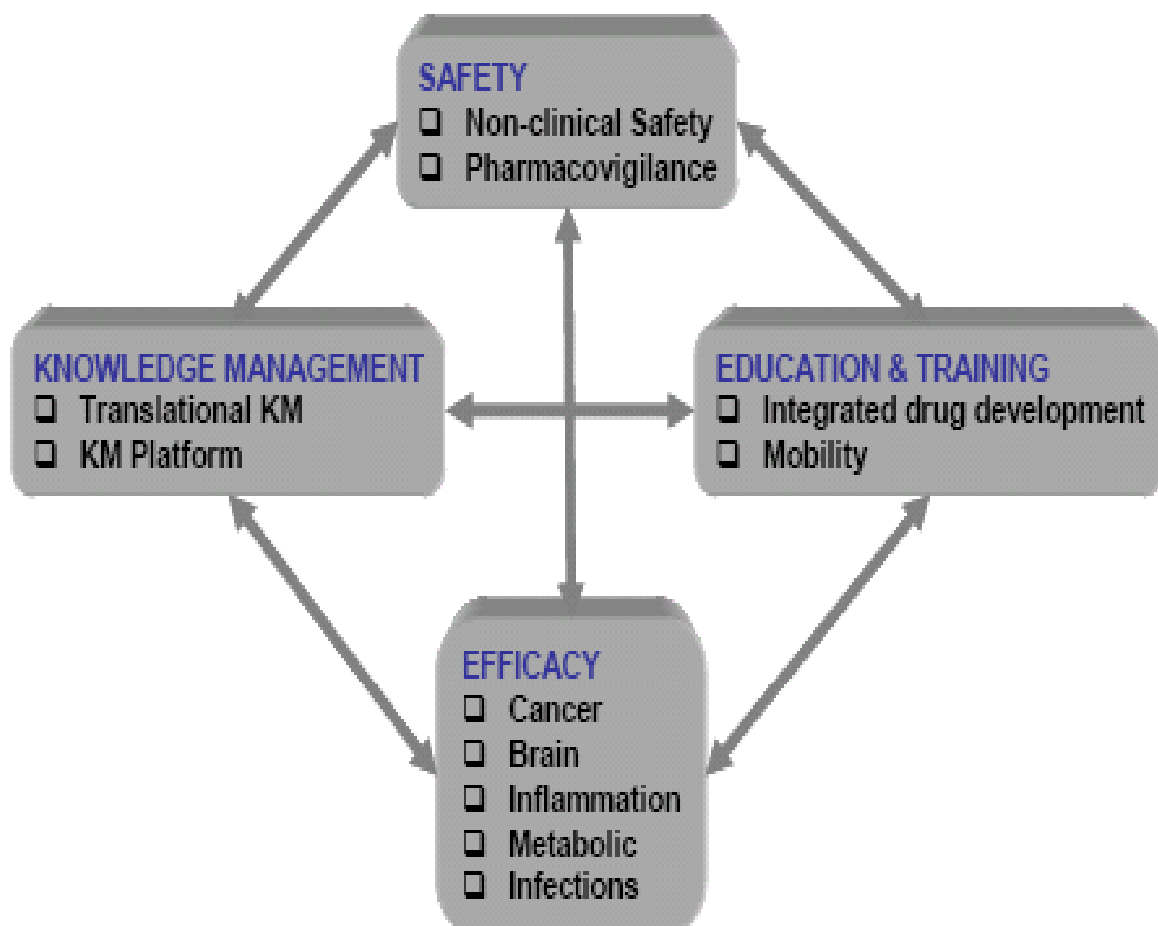 SAFETY
Non-clinical Safety
Pharmacovigilance
KNOWLEDGE MANAGEMENT
Translational KM
KM Platform
EDUCATION & TRAINING
Integrated drug development
Mobility
EFFICACY
Cancer
Brain
Inflammation
Metabolic
Infections